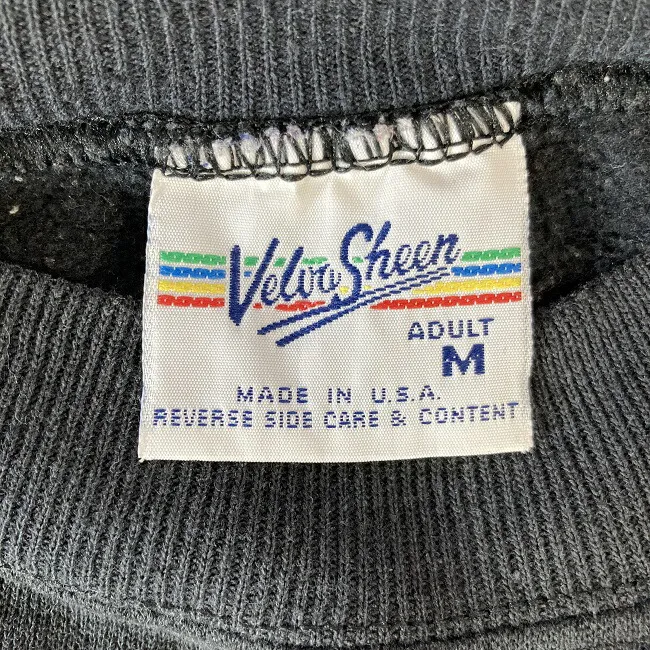 Velva Sheen
ADULT
M
MADE IN U.S.A.
REVERSE SIDE CARE & CONTENT